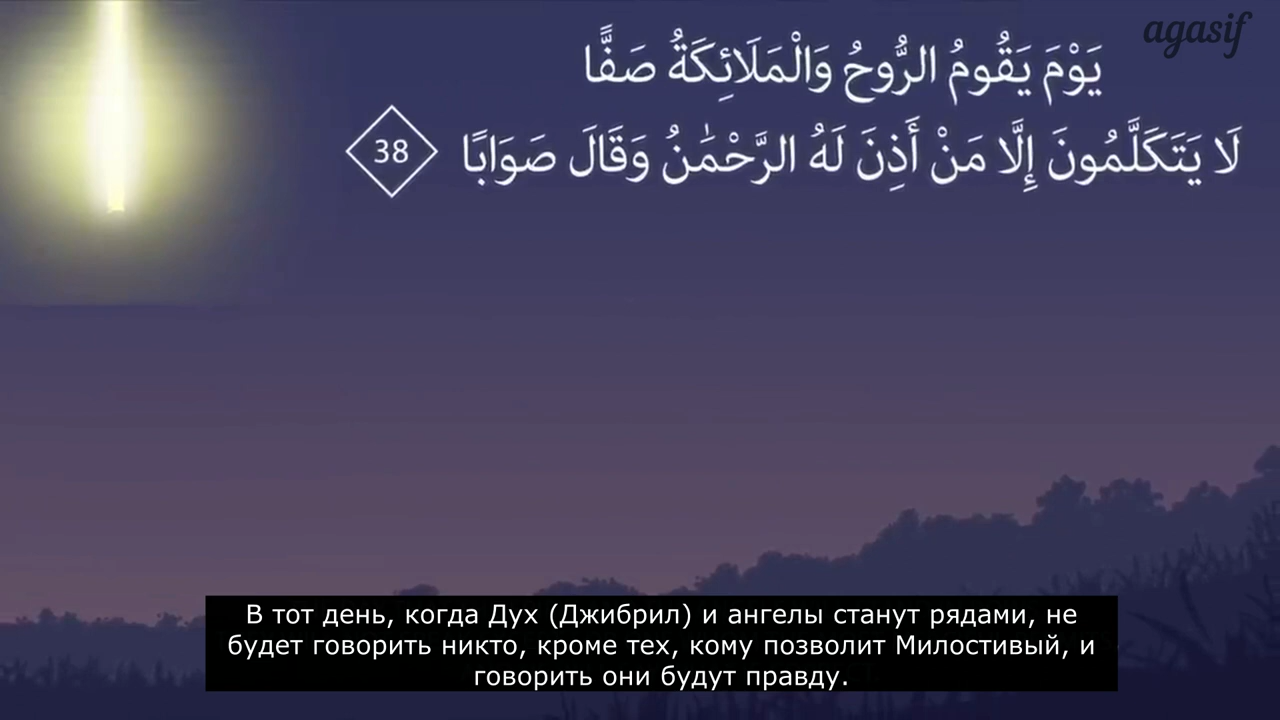 agasif
يَوْمَ يَقُومُ الرُّوحُ وَالْمَلَائِكَةُ صَفًّا
لَا يَتَكَلَّمُونَ إِلَّا مَنْ أَذِنَ لَهُ الرَّحْمَٰنُ وَقَالَ صَوَابًا 38
В тот день, когда Дух (Джибрил) и ангелы станут рядами, не
будет говорить никто, кроме тех, кому позволит Милостивый, и
говорить они будут правду.